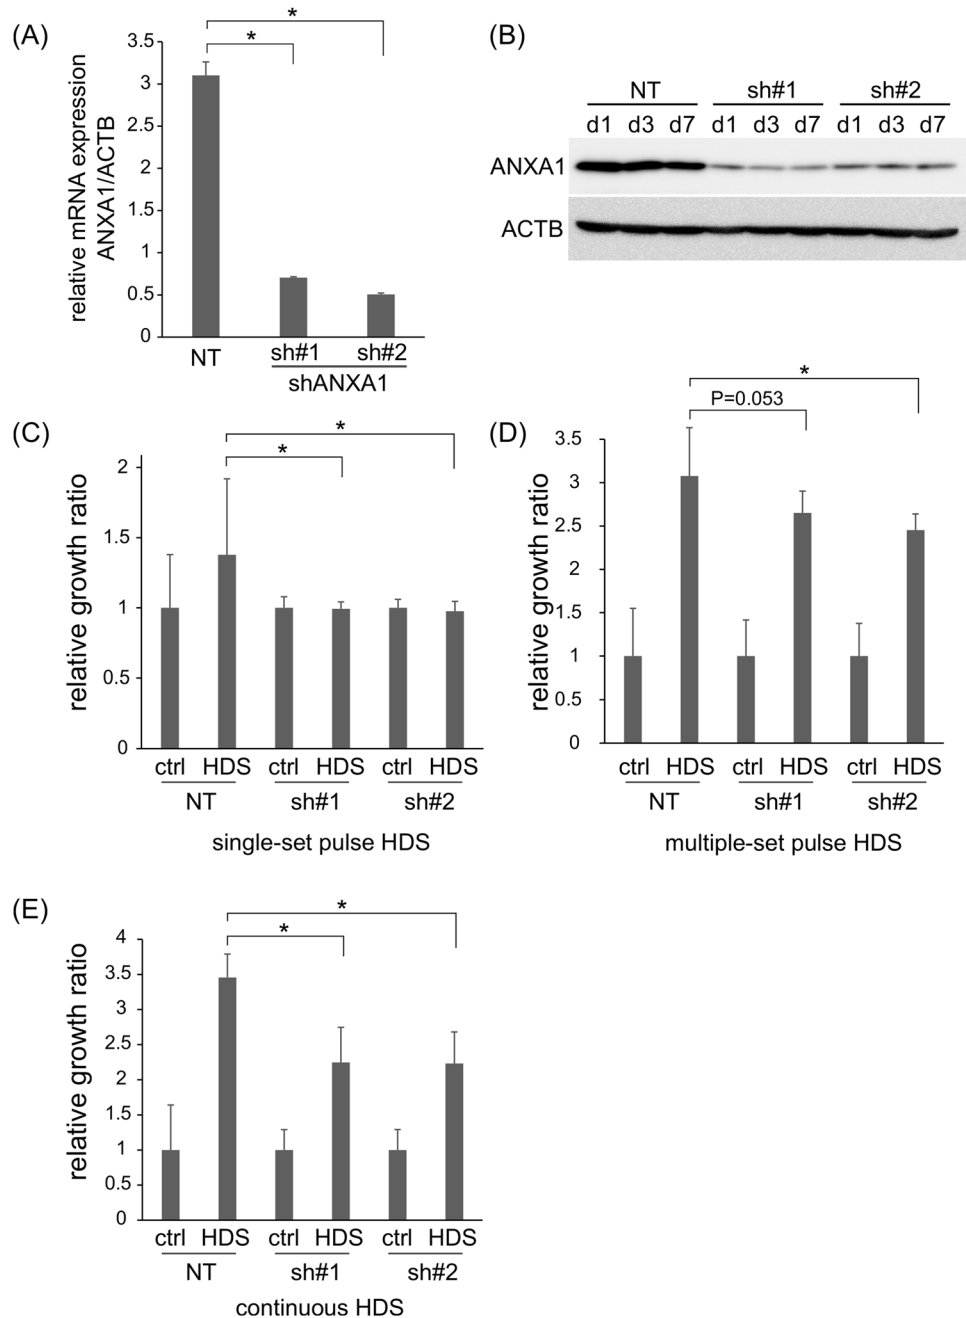 (A)
relative mRNA expression
ANXA1/ACTB
3.5
3
2.5
2
1.5
1
0.5
0
*
*
NT
sh#1
sh#2
shANXA1
(B)
NT
sh#1
sh#2
d1 d3 d7 d1 d3 d7 d1 d3 d7
ANXA1
ACTB
(C)
relative growth ratio
2
1.5
1
0.5
0
*
*
ctrl HDS ctrl HDS ctrl HDS
NT
sh#1
sh#2
single-set pulse HDS
(D)
relative growth ratio
3.5
3
2.5
2
1.5
1
0.5
0
*
P=0.053
ctrl HDS ctrl HDS ctrl HDS
NT
sh#1
sh#2
multiple-set pulse HDS
(E)
relative growth ratio
4
3.5
3
2.5
2
1.5
1
0.5
0
*
*
ctrl HDS ctrl HDS ctrl HDS
NT
sh#1
sh#2
continuous HDS